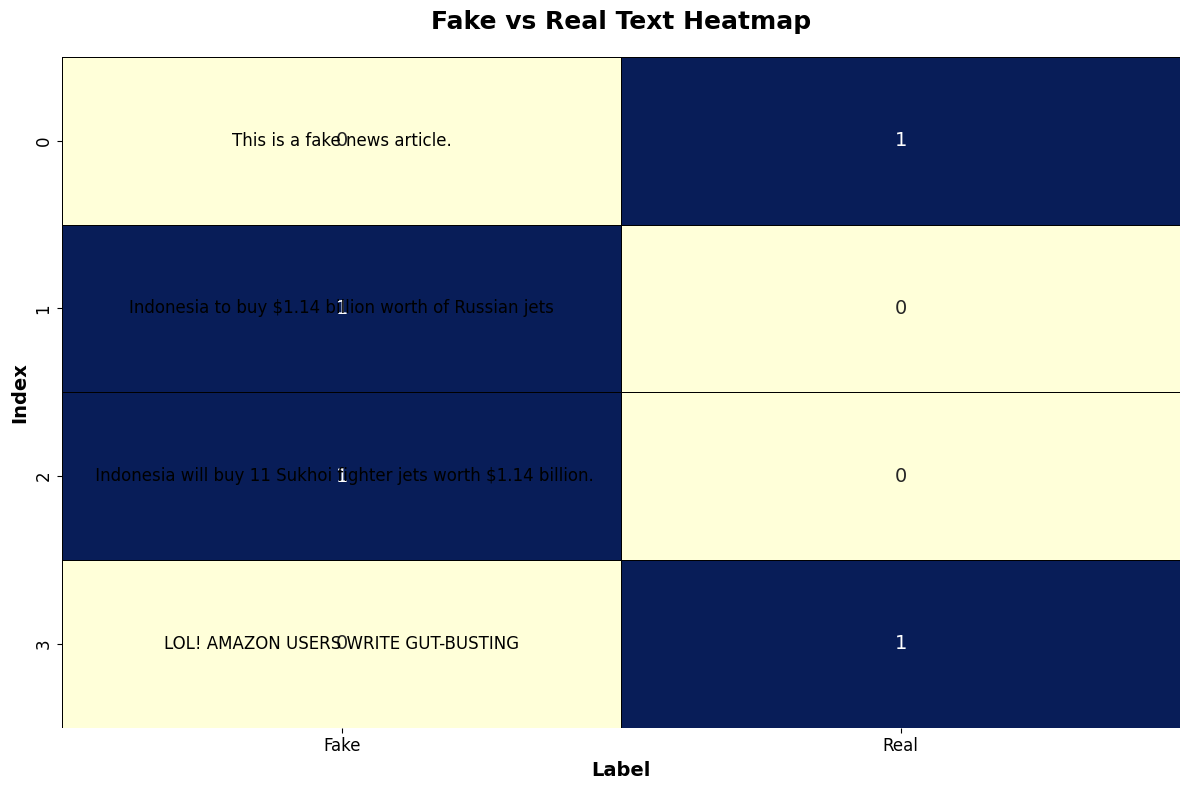 Fake vs Real Text Heatmap
0
This is a fake news article.
0
1
1
Indonesia to buy $1.14 billion worth of Russian jets
1
0
2
Indonesia will buy 11 Sukhoi fighter jets worth $1.14 billion.
1
0
3
LOL! AMAZON USERS WRITE GUT-BUSTING
0
1
Index
Fake
Real
Label